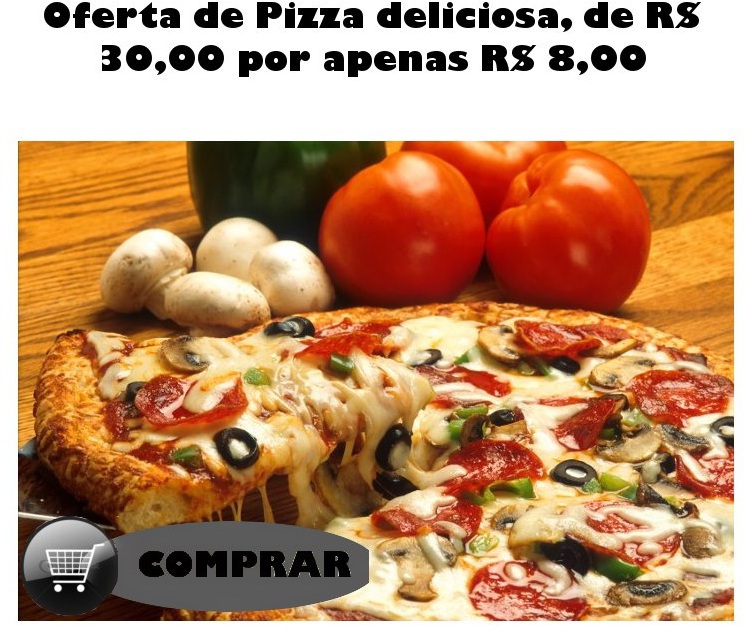 Oferta de Pizza deliciosa, de R$
30,00 por apenas R$ 8,00
COMPRAR